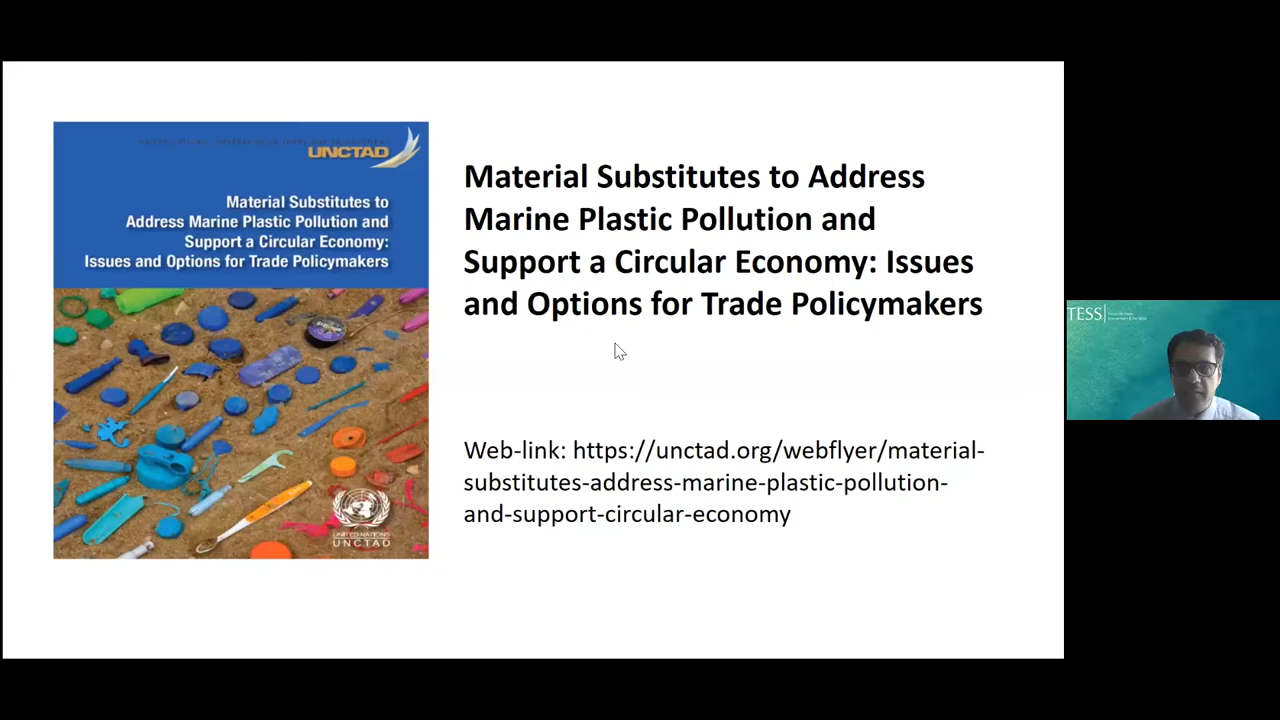 UNCTAD
Material Substitutes to
Address Marine Plastic Pollution and
Support a Circular Economy:
Issues and Options for Trade Policymakers
UNITED NATIONS
UNCTAD
Material Substitutes to Address
Marine Plastic Pollution and
Support a Circular Economy: Issues
and Options for Trade Policymakers
Web-link: https://unctad.org/webflyer/material-
substitutes-address-marine-plastic-pollution-
and-support-circular-economy
TESS